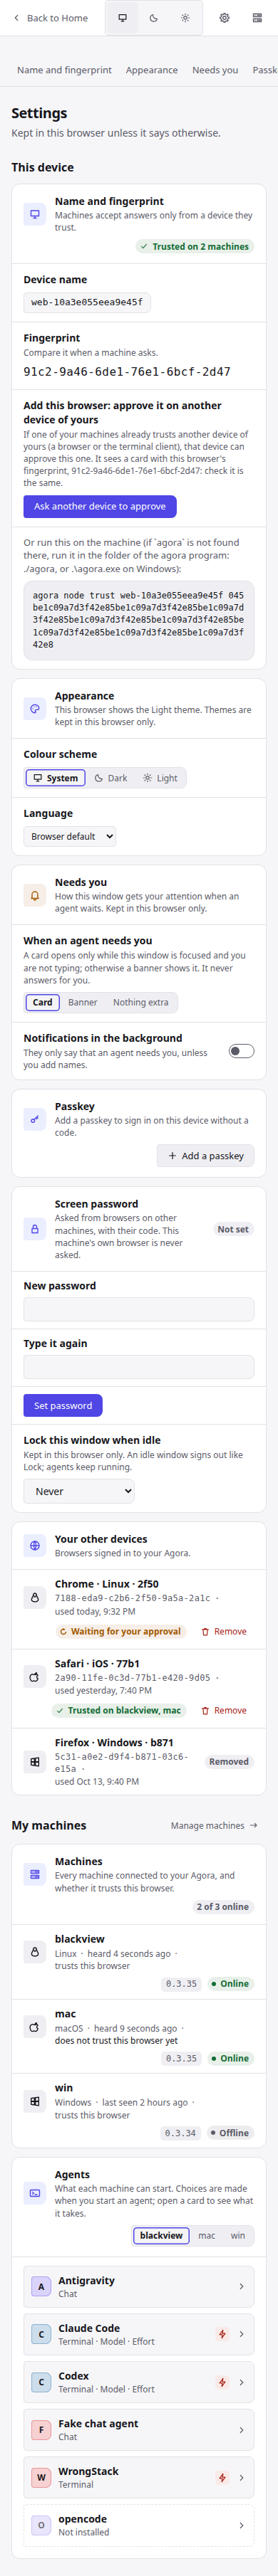 Back to Home
Name and fingerprint Appearance Needs you Passk
Settings
Kept in this browser unless it says otherwise.
This device
Name and fingerprint
Machines accept answers only from a device they
trust.
Trusted on 2 machines
Device name
web-10a3e055eea9e45f
Fingerprint
Compare it when a machine asks.
91c2-9a46-6de1-76e1-6bcf-2d47
Add this browser: approve it on another
device of yours
If one of your machines already trusts another device of
yours (a browser or the terminal client), that device can
approve this one. It sees a card with this browser's
fingerprint, 91c2-9a46-6de1-76e1-6bcf-2d47: check it is
the same.
Ask another device to approve
Or run this on the machine (if `agora` is not found
there, run it in the folder of the agora program:
./agora, or .\agora.exe on Windows):
agora node trust web-10a3e055eea9e45f 045
be1c09a7d3f42e85be1c09a7d3f42e85be1c09a7d
3f42e85be1c09a7d3f42e85be1c09a7d3f42e85be
1c09a7d3f42e85be1c09a7d3f42e85be1c09a7d3f
42e8
Appearance
This browser shows the Light theme. Themes are
kept in this browser only.
Colour scheme
System Dark Light
Language
Browser default
Needs you
How this window gets your attention when an
agent waits. Kept in this browser only.
When an agent needs you
A card opens only while this window is focused and you
are not typing; otherwise a banner shows it. It never
answers for you.
Card Banner Nothing extra
Notifications in the background
They only say that an agent needs you, unless
you add names.
Passkey
Add a passkey to sign in on this device without a
code.
Add a passkey
Screen password
Asked from browsers on other
machines, with their code. This
machine's own browser is never
asked.
Not set
New password
Type it again
Set password
Lock this window when idle
Kept in this browser only. An idle window signs out like
Lock; agents keep running.
Never
Your other devices
Browsers signed in to your Agora.
Chrome · Linux · 2f50
7188-eda9-c2b6-2f50-9a5a-2a1c ·
used today, 9:32 PM
Waiting for your approval Remove
Safari · iOS · 77b1
2a90-11fe-0c3d-77b1-e420-9d05 ·
used yesterday, 7:40 PM
Trusted on blackview, mac Remove
Firefox · Windows · b871
5c31-a0e2-d9f4-b871-03c6-
e15a ·
used Oct 13, 9:40 PM
Removed
My machines
Manage machines →
Machines
Every machine connected to your Agora, and
whether it trusts this browser.
2 of 3 online
blackview
Linux · heard 4 seconds ago ·
trusts this browser
0.3.35 Online
mac
macOS · heard 9 seconds ago ·
does not trust this browser yet
0.3.35 Online
win
Windows · last seen 2 hours ago ·
trusts this browser
0.3.34 Offline
Agents
What each machine can start. Choices are made
when you start an agent; open a card to see what
it takes.
blackview mac win
A
Antigravity
Chat
C
Claude Code
Terminal · Model · Effort
C
Codex
Terminal · Model · Effort
F
Fake chat agent
Chat
W
WrongStack
Terminal
O
opencode
Not installed